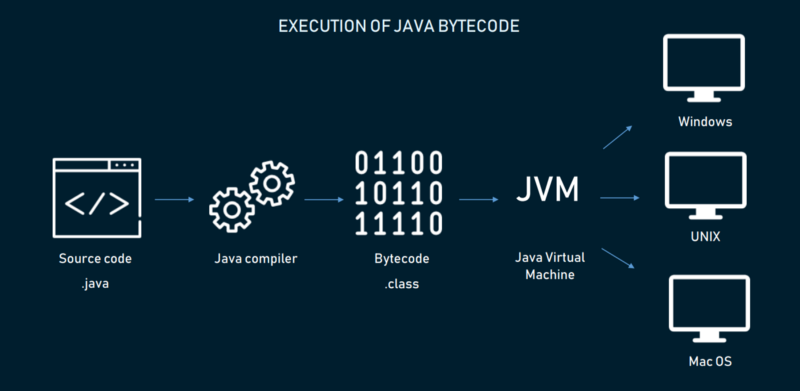 EXECUTION OF JAVA BYTECODE
</>
Source code
.java
Java compiler
01100
10110
11110
Bytecode
.class
JVM
Java Virtual
Machine
Windows
UNIX
Mac OS